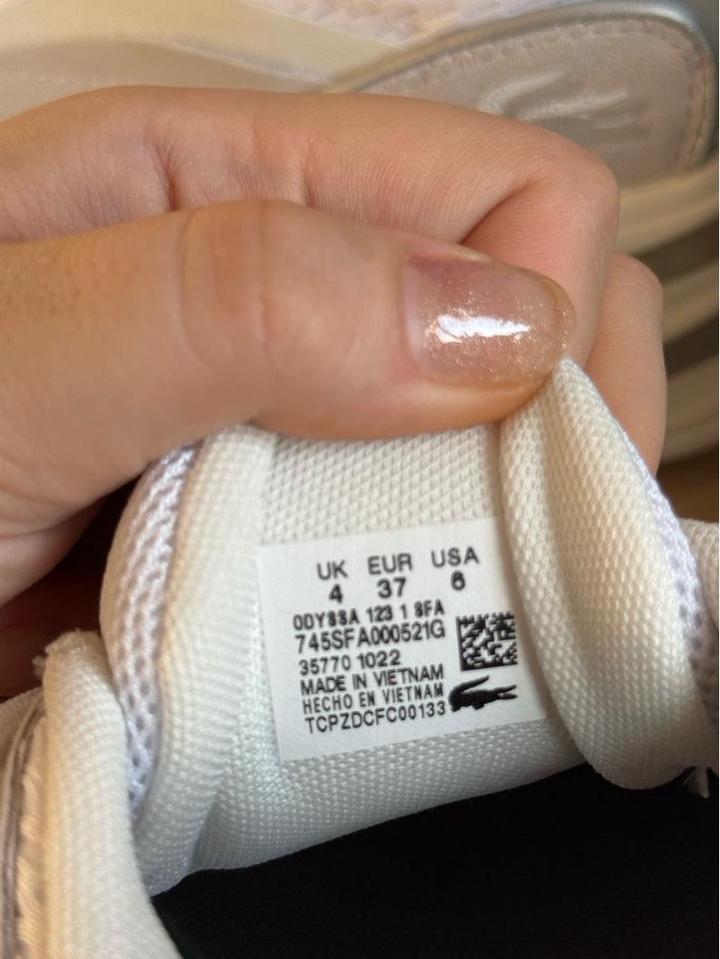 UK EUR USA
4 37 6
ODYSSA 123 1 SFA
745SFA000521G
35770 1022
MADE IN VIETNAM
HECHO EN VIETNAM
TCPZDCFC00133